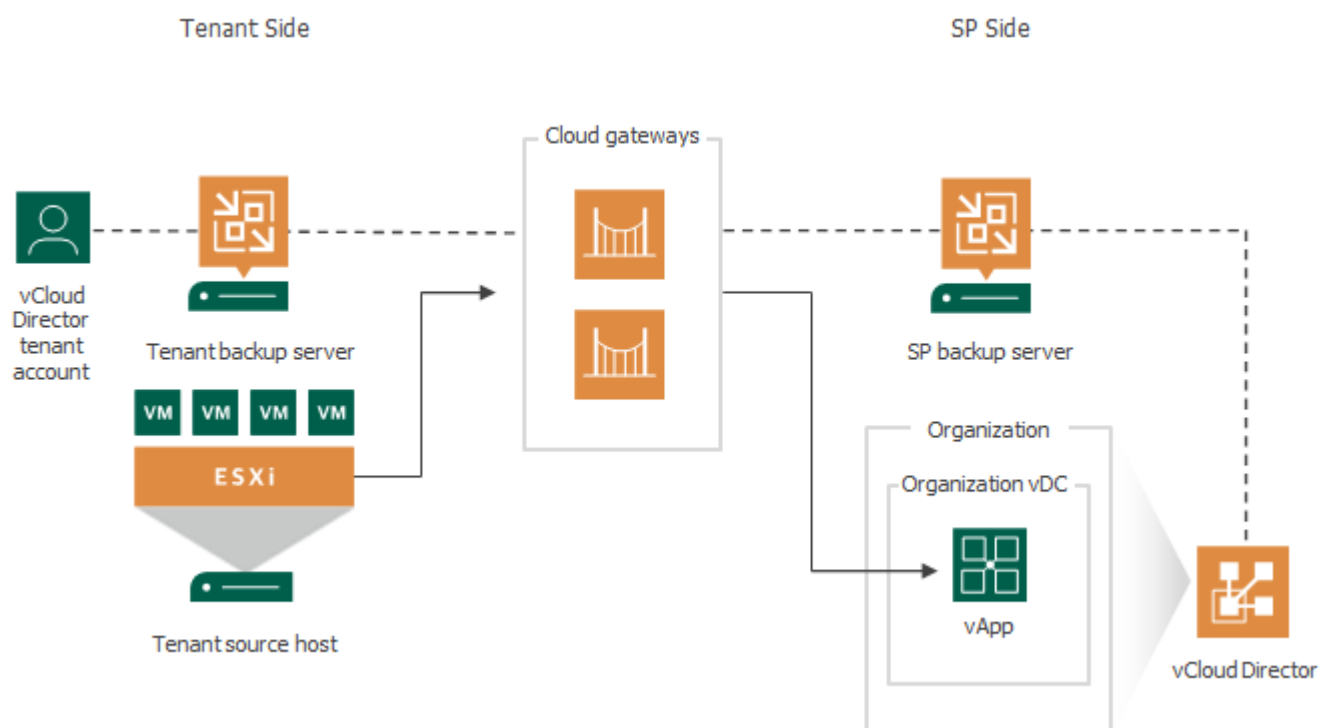 Tenant Side
SP Side
Cloud gateways
vCloud
Director
tenant
account
Tenant backup server
SP backup server
VM VM VM VM
ESXi
Organization
Organization vDC
vApp
Tenant source host
vCloud Director